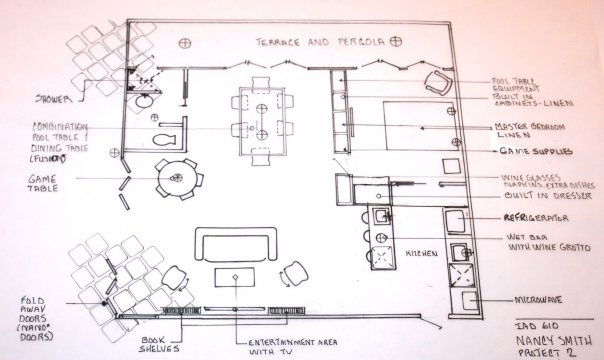 TERRACE AND PERGOLA
SHOWER
COMBINATION
POOL TABLE /
DINING TABLE
(FUSION)
GAME
TABLE
FOLD
AWAY
DOORS
(NANO
DOORS)
BOOK
SHELVES
ENTERTAINMENT AREA
WITH TV
KITCHEN
POOL TABLE
EQUIPMENT
BUILT IN
CABINETS-LINEN
MASTER BEDROOM
LINEN
GAME SUPPLIES
WINE GLASSES
NAPKINS, EXTRA DISHES
BUILT IN DRESSER
REFRIGERATOR
WET BAR
WITH WINE GROTTO
MICROWAVE
IAD 610
NANCY SMITH
PROJECT 2